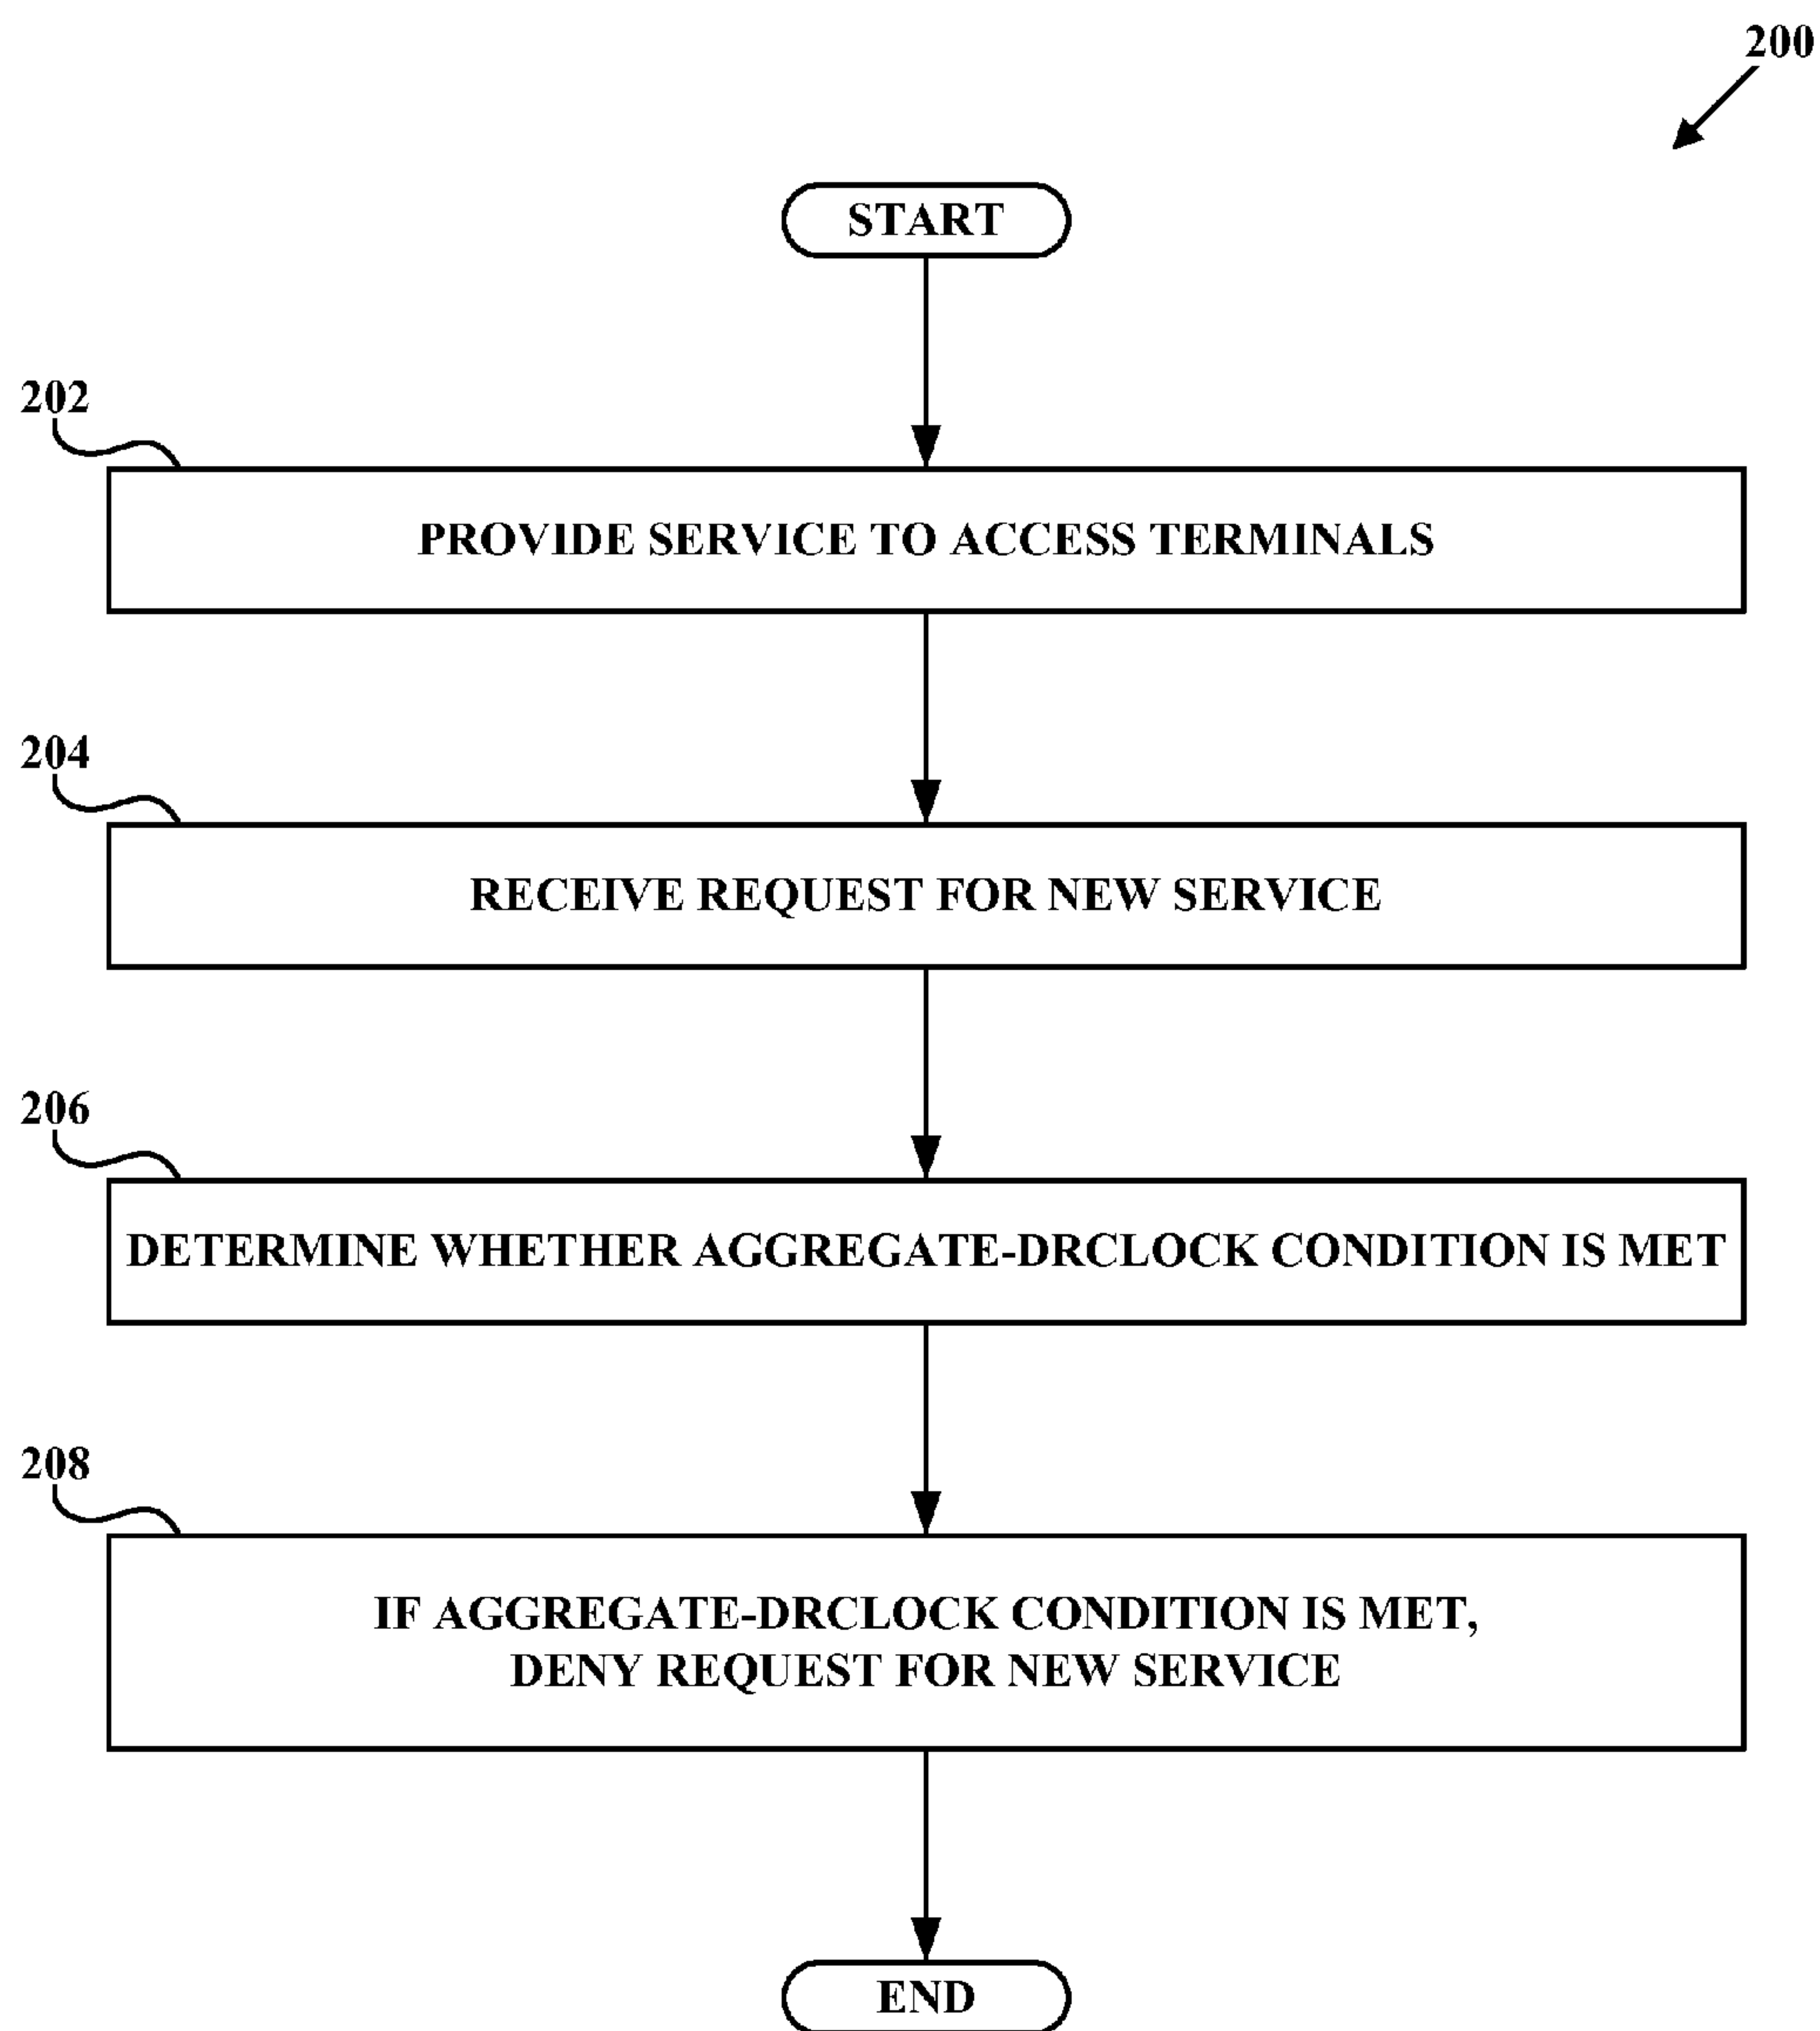 200
START
202
PROVIDE SERVICE TO ACCESS TERMINALS
204
RECEIVE REQUEST FOR NEW SERVICE
206
DETERMINE WHETHER AGGREGATE-DRCLOCK CONDITION IS MET
208
IF AGGREGATE-DRCLOCK CONDITION IS MET,
DENY REQUEST FOR NEW SERVICE
END